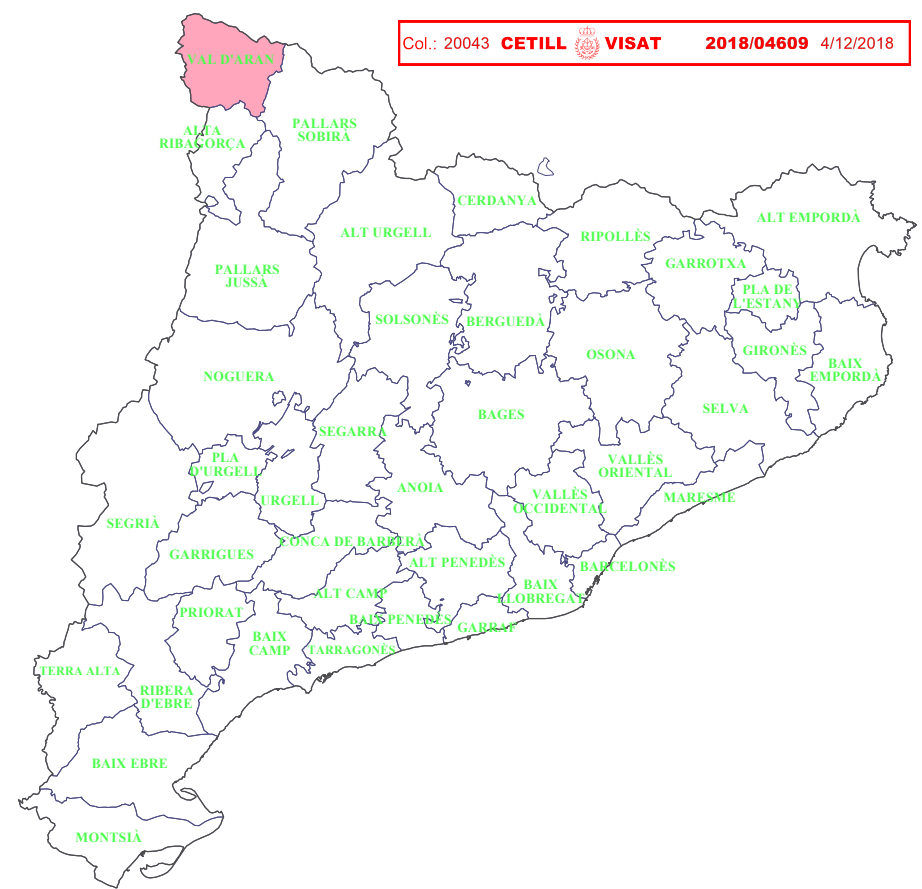 Col.: 20043 CETILL VISAT 2018/04609 4/12/2018
VAL D'ARAN
PALLARS
SOBIRÀ
ALTA
RIBAGORÇA
CERDANYA
ALT URGELL
RIPOLLÈS
ALT EMPORDÀ
GARROTXA
PALLARS
JUSSÀ
PLA DE
L'ESTANY
SOLSONÈS
BERGUEDÀ
OSONA
GIRONÈS
BAIX
EMPORDÀ
NOGUERA
SELVA
BAGES
SEGARRA
PLA
D'URGELL
VALLÈS
ORIENTAL
ANOIA
URGELL
VALLÈS
OCCIDENTAL
MARESME
SEGRIÀ
GARRIGUES
CONCA DE BARBERÀ
ALT PENEDÈS
BARCELONÈS
ALT CAMP
BAIX
LLOBREGAT
PRIORAT
BAIX PENEDÈS
GARRAF
BAIX
CAMP
TARRAGONÈS
TERRA ALTA
RIBERA
D'EBRE
BAIX EBRE
MONTSIÀ